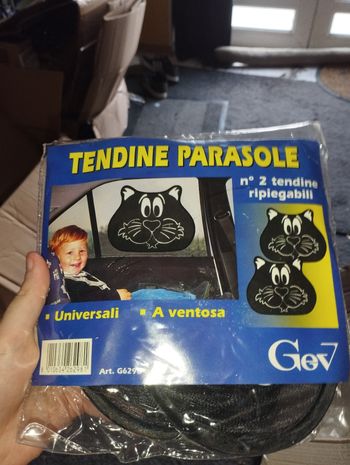 TENDINE PARASOLE
n° 2 tendine
ripiegabili
▪ Universali ▪ A ventosa
Gev